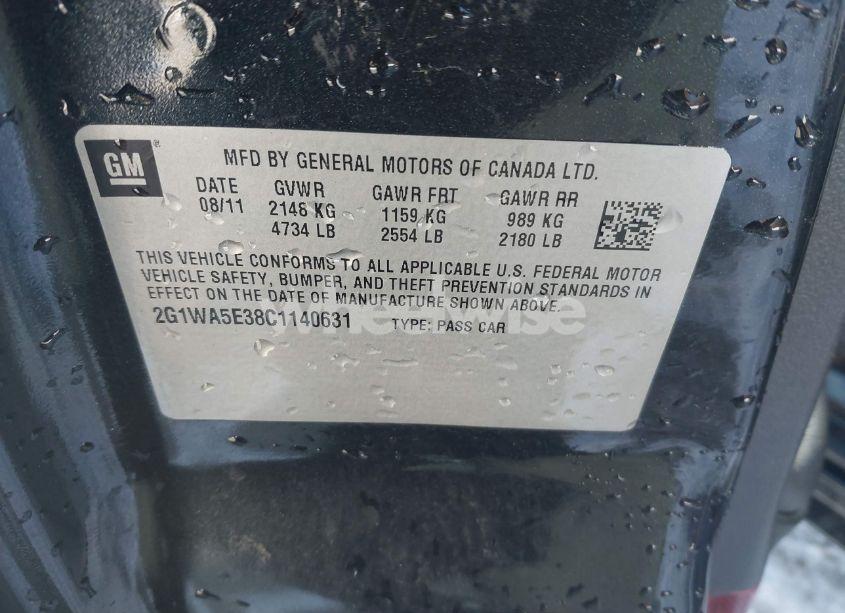 GM
MFD BY GENERAL MOTORS OF CANADA LTD.
DATE GVWR GAWR FRT GAWR RR
08/11 2148 KG 1159 KG 989 KG
4734 LB 2554 LB 2180 LB
THIS VEHICLE CONFORMS TO ALL APPLICABLE U.S. FEDERAL MOTOR
VEHICLE SAFETY, BUMPER, AND THEFT PREVENTION STANDARDS IN
EFFECT ON THE DATE OF MANUFACTURE SHOWN ABOVE.
2G1WA5E38C1140631 TYPE: PASS CAR